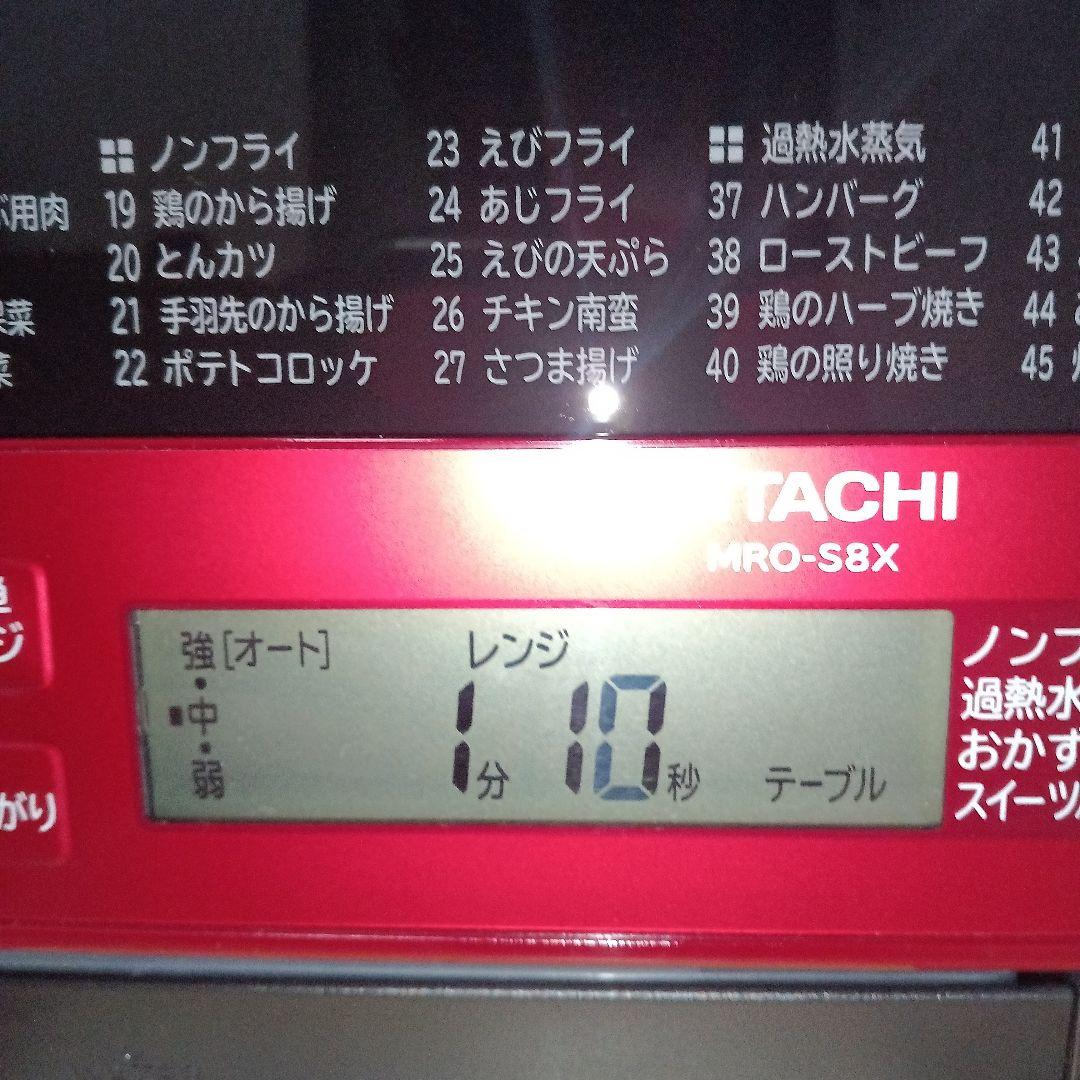 ノンフライ
用肉 19 鶏のから揚げ
20 とんカツ
菜 21 手羽先のから揚げ
菜 22 ポテトコロッケ
23 えびフライ
24 あじフライ
25 えびの天ぷら
26 チキン南蛮
27 さつま揚げ
過熱水蒸気
37 ハンバーグ
38 ローストビーフ
39 鶏のハーブ焼き
40 鶏の照り焼き
41
42
43
44
45
TACHI
MRO-S8X
ジ
がり
強[オート]
中
弱
レンジ
1分 10秒
テーブル
ノンフ
過熱水
おかず
スイーツ